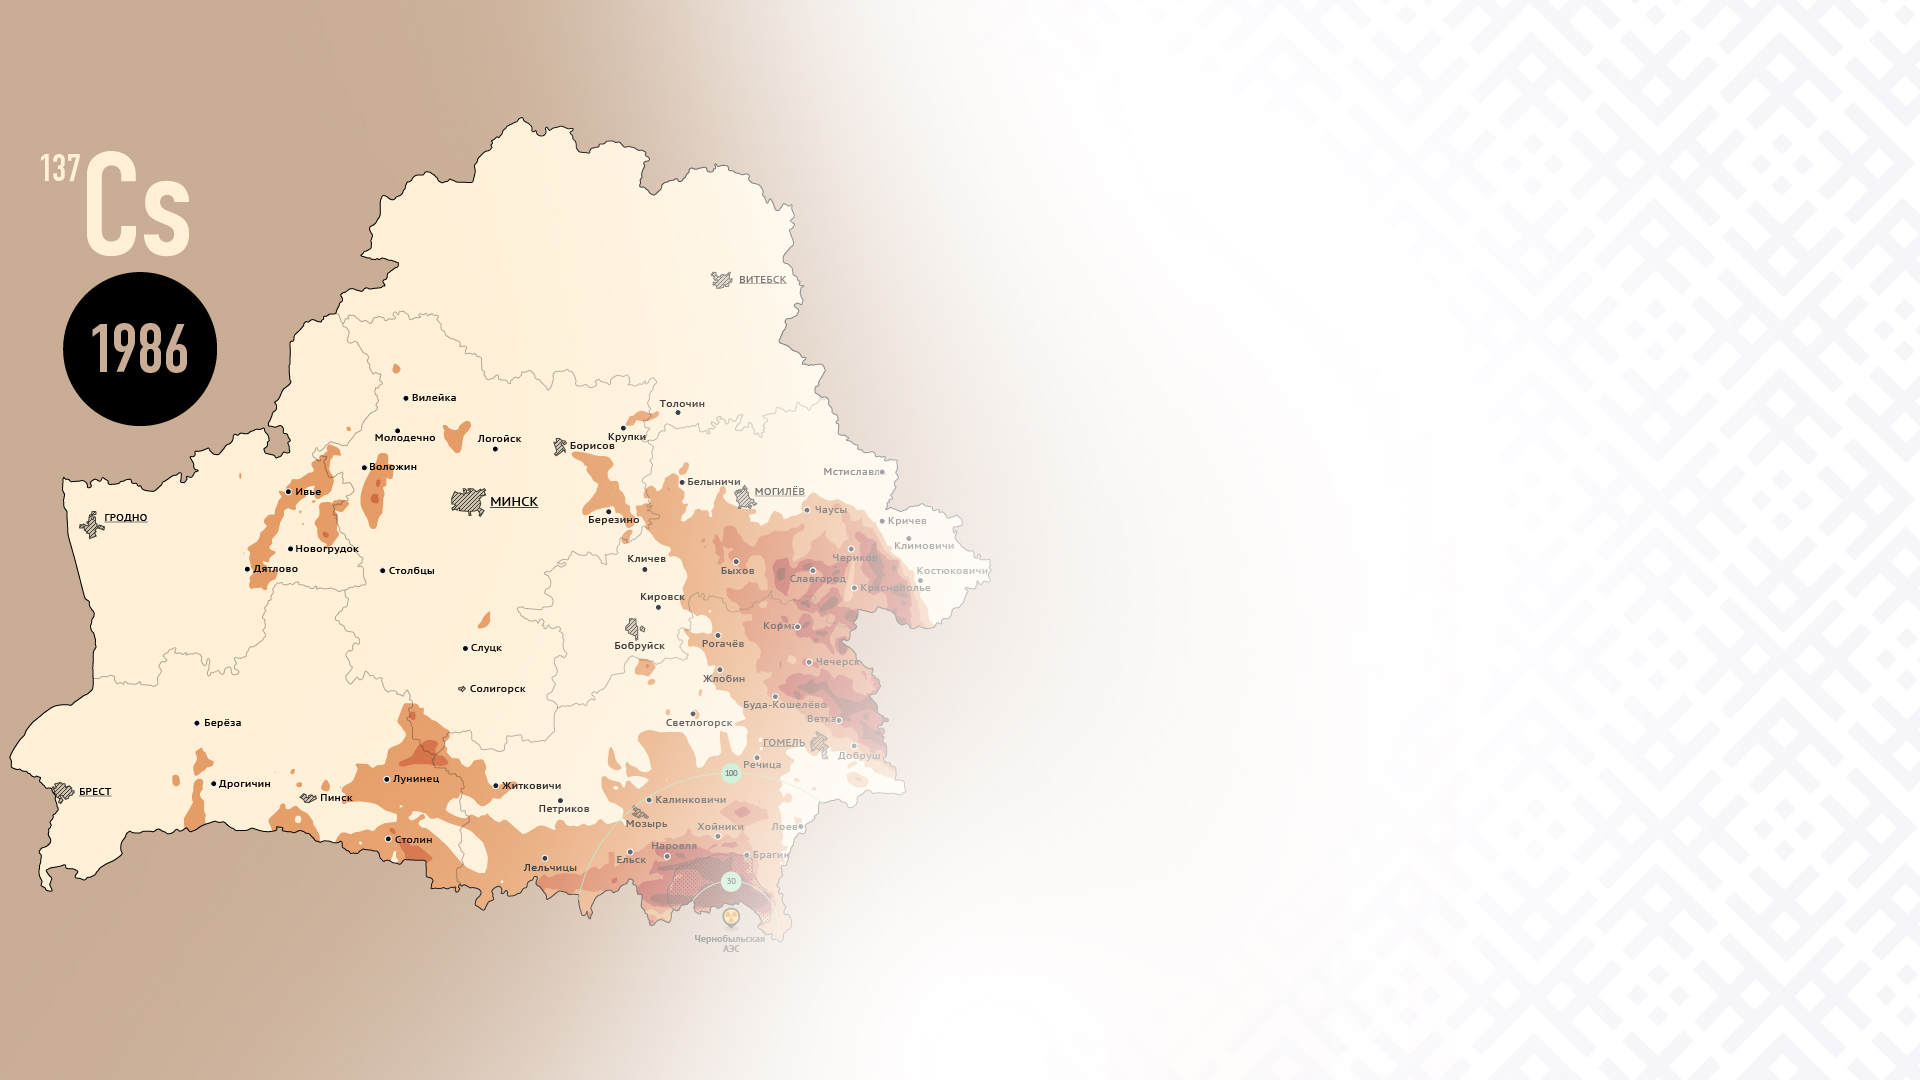 137Cs
1986
ВИТЕБСК
Вилейка
Толочин
Молодечно
Логойск
Борисов
Крупки
Воложин
Мстиславль
Белыничи
МОГИЛЁВ
Ивье
МИНСК
Чаусы
ГРОДНО
Березино
Кричев
Новогрудок
Климовичи
Кличев
Чериков
Дятлово
Столбцы
Быхов
Славгород
Костюковичи
Краснополье
Кировск
Корма
Бобруйск
Рогачёв
Слуцк
Чечерск
Жлобин
Солигорск
Буда-Кошелёво
Берёза
Светлогорск
Ветка
ГОМЕЛЬ
Добруш
Речица
100
Лунинец
Дрогичин
Житковичи
БРЕСТ
Пинск
Петриков
Калинковичи
Мозырь
Хойники
Лоев
Столин
Наровля
Ельск
Брагин
Лельчицы
30
Чернобыльская
АЭС